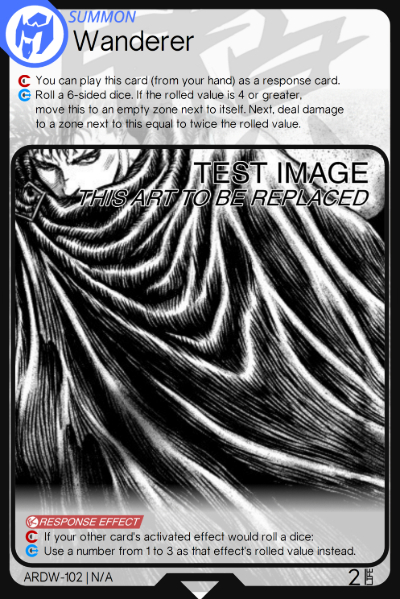 SUMMON
Wanderer
You can play this card (from your hand) as a response card.
Roll a 6-sided dice. If the rolled value is 4 or greater,
move this to an empty zone next to itself. Next, deal damage
to a zone next to this equal to twice the rolled value.
TEST IMAGE
THIS ART TO BE REPLACED
RESPONSE EFFECT
If your other card's activated effect would roll a dice:
Use a number from 1 to 3 as that effect's rolled value instead.
ARDW-102 | N/A
2 LIFE